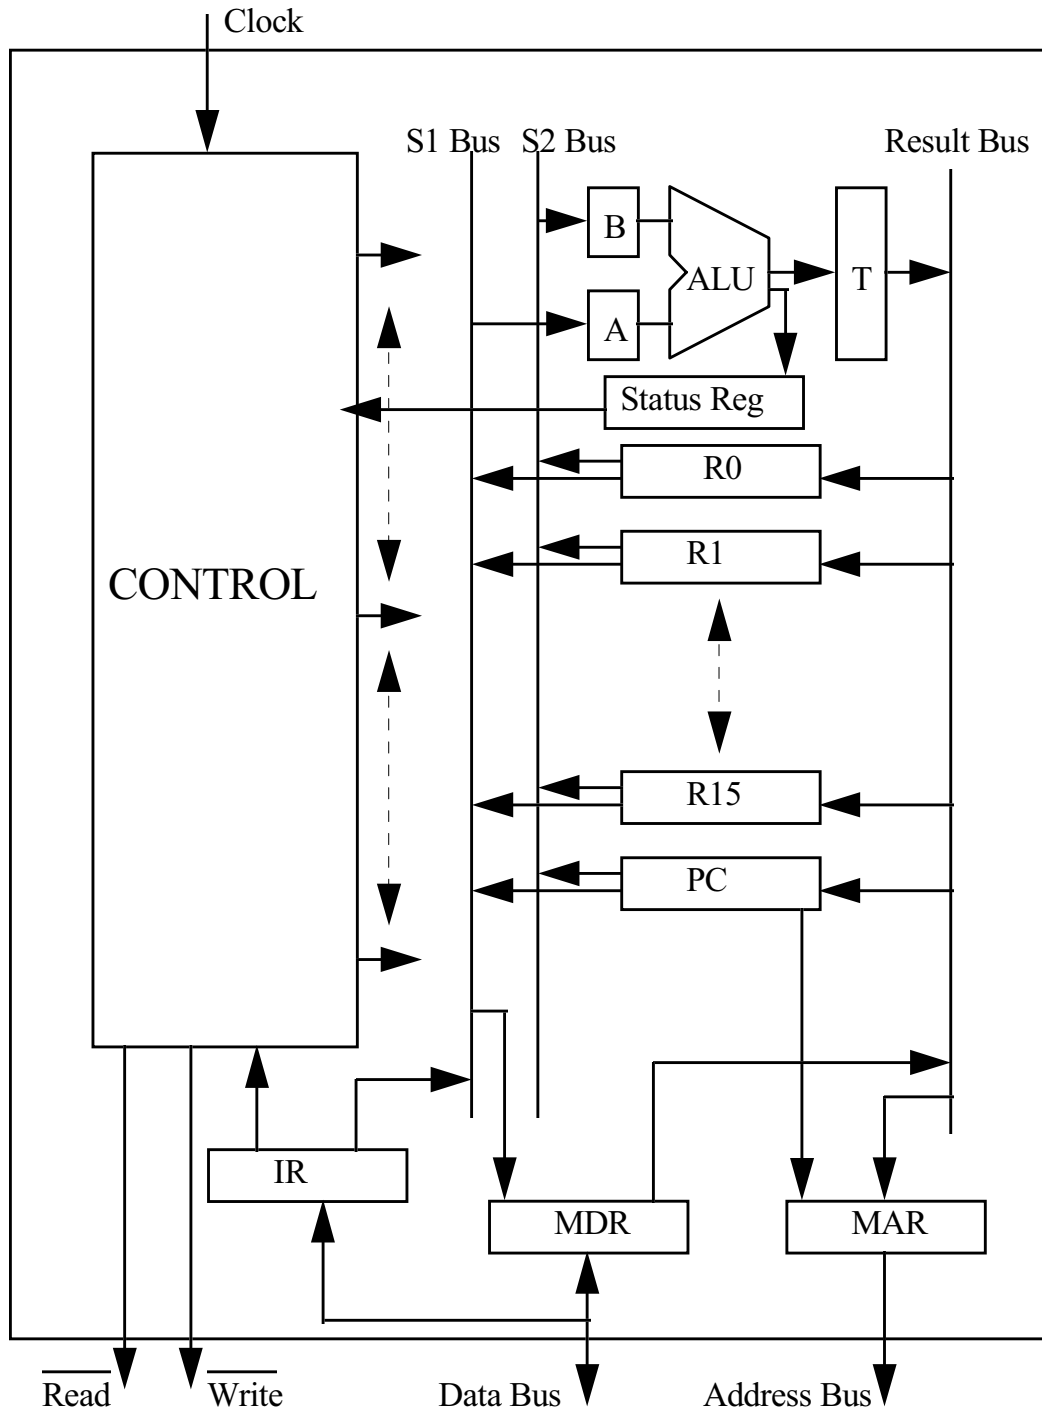 Clock
S1 Bus
S2 Bus
Result Bus
B
ALU
T
A
Status Reg
R0
R1
CONTROL
R15
PC
IR
MDR
MAR
Read
Write
Data Bus
Address Bus